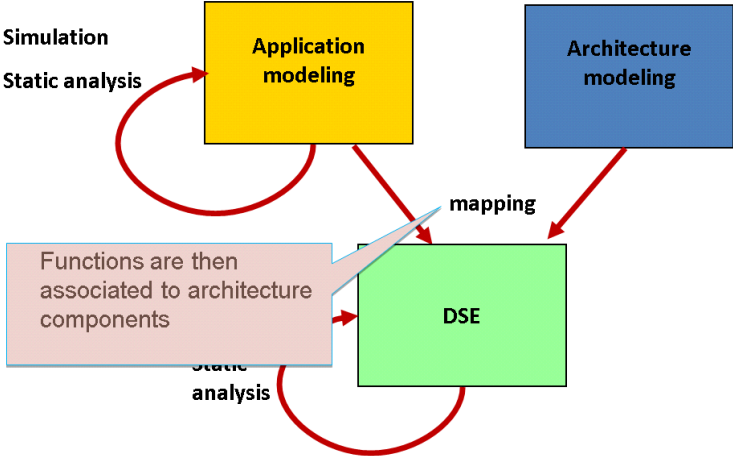 Simulation
Static analysis
Application
modeling
Architecture
modeling
mapping
Functions are then
associated to architecture
components
DSE
Static
analysis